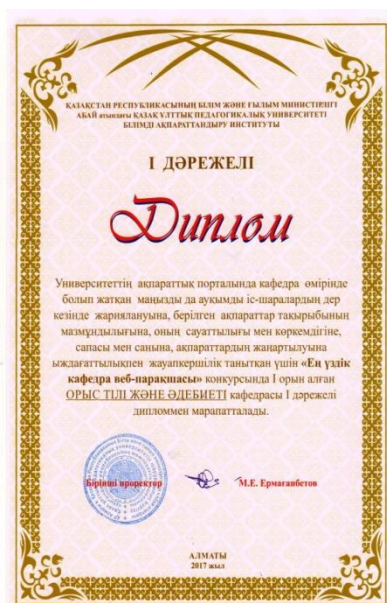 ҚАЗАҚСТАН РЕСПУБЛИКАСЫНЫҢ БІЛІМ ЖӘНЕ ҒЫЛЫМ МИНИСТІРЛІГІ
АБАЙ атындағы ҚАЗАҚ ҰЛТТЫҚ ПЕДАГОГИКАЛЫҚ УНИВЕРСИТЕТІ
БІЛІМДІ АҚПАРАТТАНДЫРУ ИНСТИТУТЫ
І ДӘРЕЖЕЛІ
Диплом
Университеттің ақпараттық порталында кафедра өмірінде
болып жатқан маңызды да ауқымды іс-шаралардың дер
кезінде жариялануына, берілген ақпараттар тақырыбының
мазмұндылығына, оның сауаттылығы мен көркемдігіне,
сапасы мен санына, ақпараттардың жаңартылуына
ыждағаттылықпен жауапкершілік танытқан үшін «Ең үздік
кафедра веб-парақшасы» конкурсында І орын алған
ОРЫС ТІЛІ ЖӘНЕ ӘДЕБИЕТІ кафедрасы І дәрежелі
дипломмен марапатталады.
Бірінші проректор М.Е. Ермағанбетов
АЛМАТЫ
2017 жыл